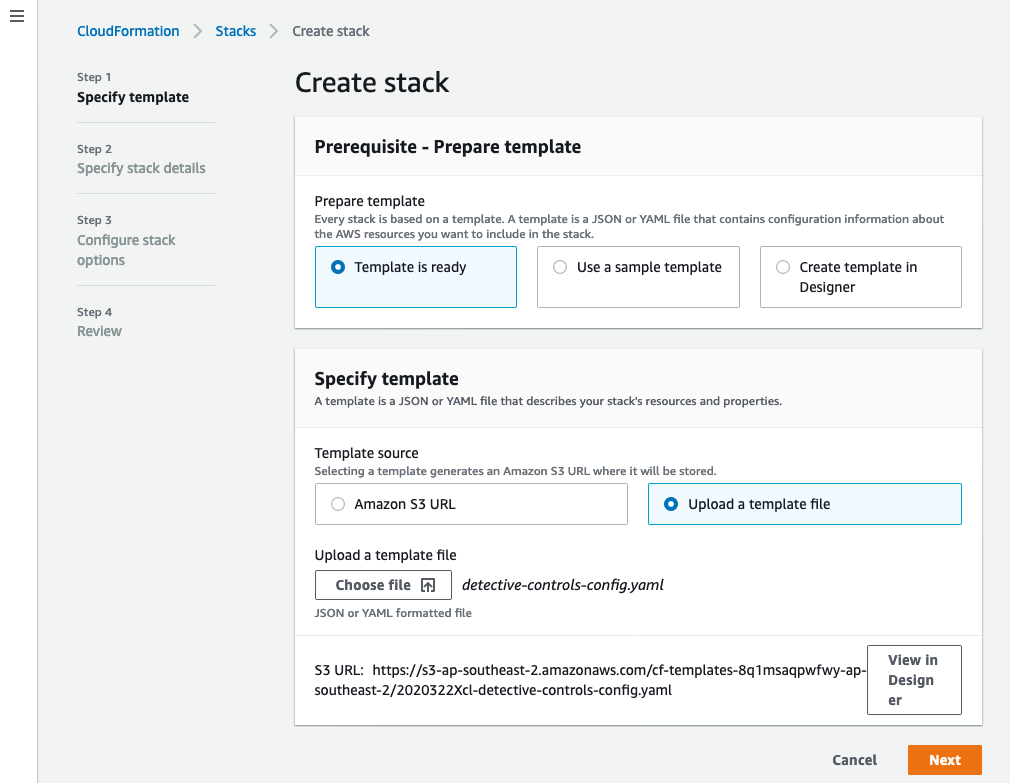 CloudFormation > Stacks > Create stack
Step 1
Specify template
Step 2
Specify stack details
Step 3
Configure stack
options
Step 4
Review
Create stack
Prerequisite - Prepare template
Prepare template
Every stack is based on a template. A template is a JSON or YAML file that contains configuration information about
the AWS resources you want to include in the stack.
Template is ready
Use a sample template
Create template in
Designer
Specify template
A template is a JSON or YAML file that describes your stack's resources and properties.
Template source
Selecting a template generates an Amazon S3 URL where it will be stored.
Amazon S3 URL
Upload a template file
Upload a template file
Choose file
detective-controls-config.yaml
JSON or YAML formatted file
S3 URL: https://s3-ap-southeast-2.amazonaws.com/cf-templates-8q1msaqpwfwy-ap-
southeast-2/2020322Xcl-detective-controls-config.yaml
View in
Design
er
Cancel
Next